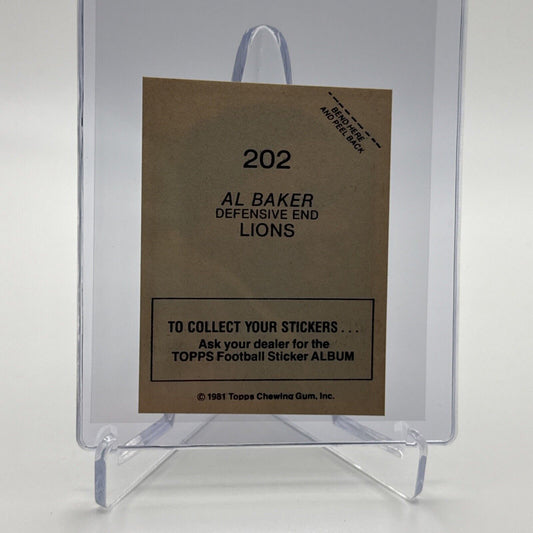 BEND HERE
AND PEEL BACK
202
AL BAKER
DEFENSIVE END
LIONS
TO COLLECT YOUR STICKERS . . .
Ask your dealer for the
TOPPS Football Sticker ALBUM
© 1981 Topps Chewing Gum, Inc.